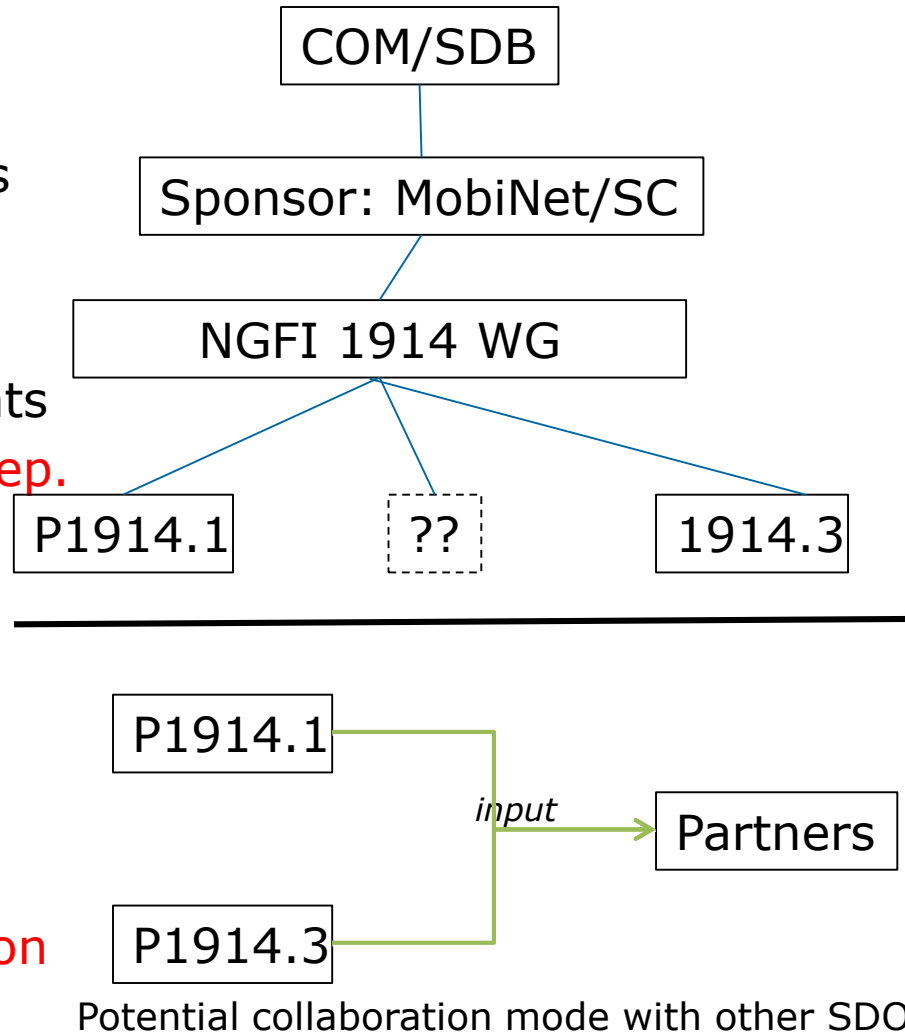 COM/SDB
Sponsor: MobiNet/SC
NGFI 1914 WG
P1914.1
??
1914.3
P1914.1
input
Partners
P1914.3
Potential collaboration mode with other SDO